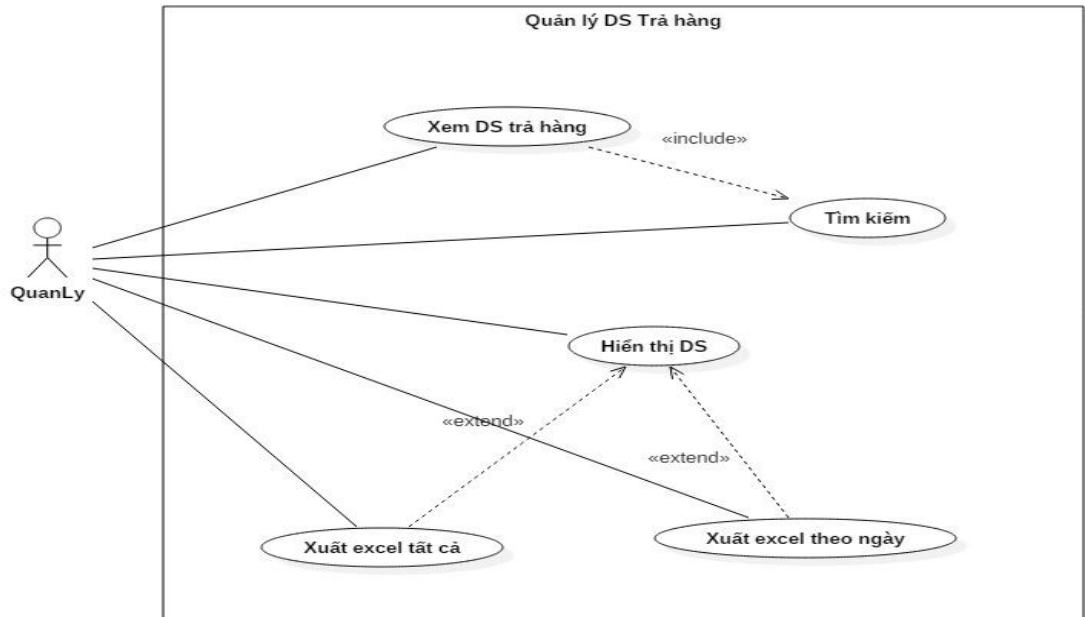 Quản lý DS Trả hàng
Xem DS trả hàng
«include»
Tìm kiếm
QuanLy
Hiển thị DS
«extend»
«extend»
Xuất excel tất cả
Xuất excel theo ngày